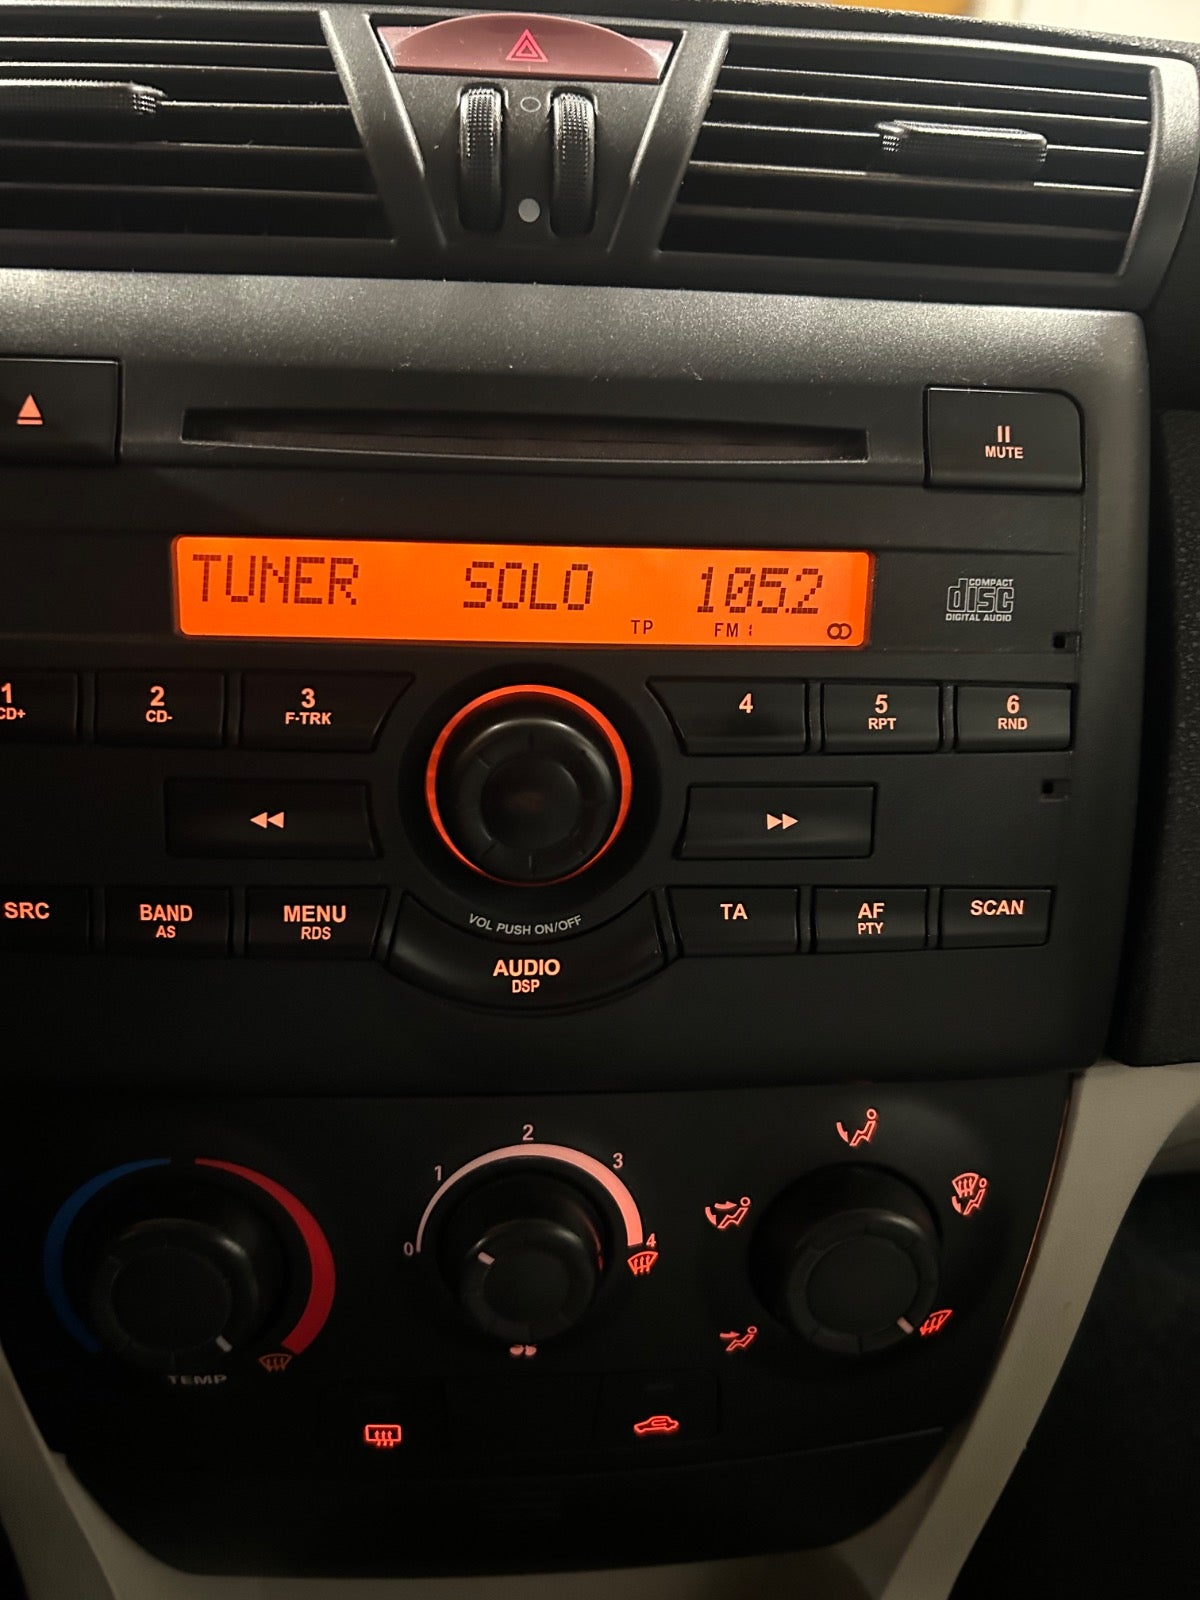 II
MUTE
TUNER SOLO 105.2
TP FM 1
COMPACT
disc
DIGITAL AUDIO
1 2 3 4 5 6
CD+ CD- F-TRK RPT RND
SRC BAND MENU TA AF SCAN
AS RDS PTY
VOL PUSH ON/OFF
AUDIO
DSP
0 1 2 3 4
TEMP